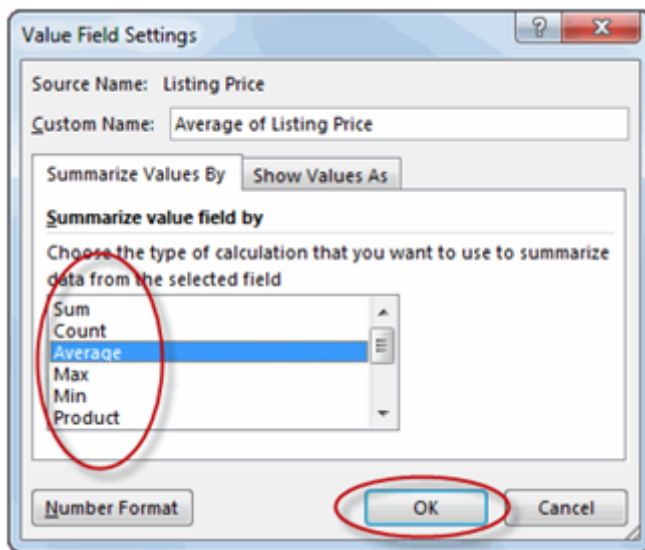 Value Field Settings
Source Name: Listing Price
Custom Name: Average of Listing Price
Summarize Values By Show Values As
Summarize value field by
Choose the type of calculation that you want to use to summarize
data from the selected field
Sum
Count
Average
Max
Min
Product
Number Format OK Cancel